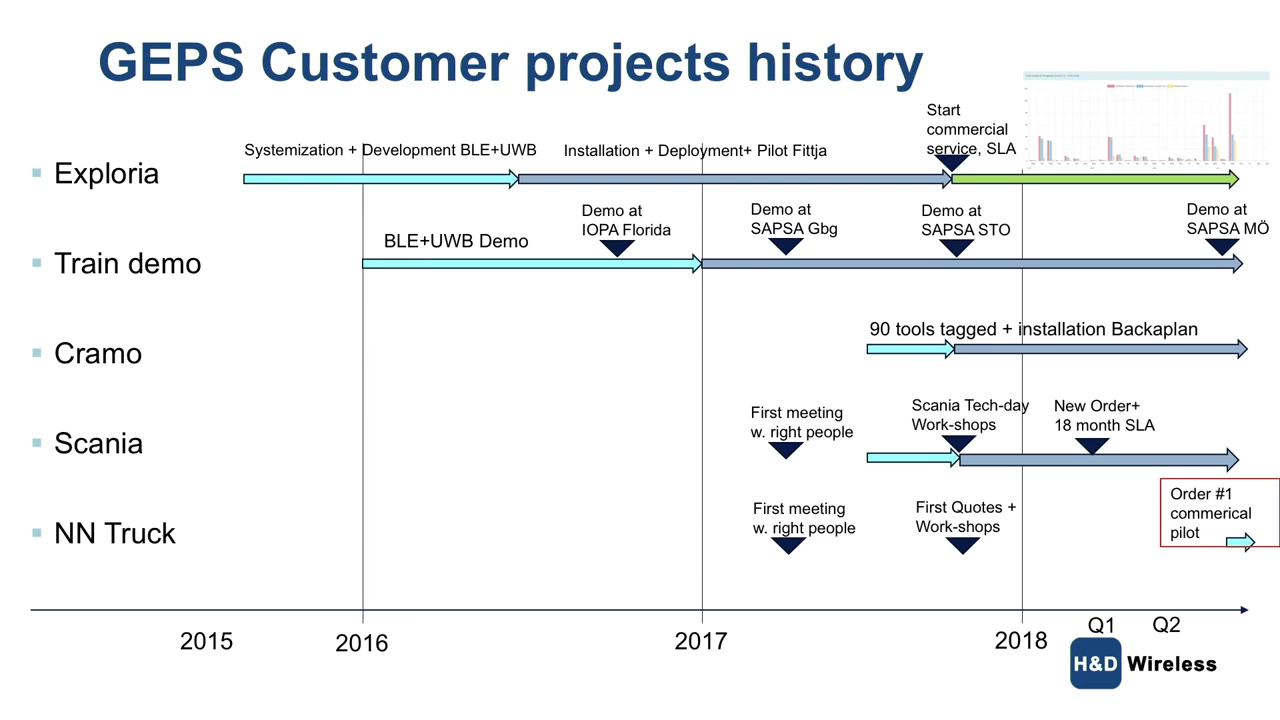 GEPS Customer projects history
Start
commercial
service, SLA
Systemization + Development BLE+UWB
Installation + Deployment+ Pilot Fittja
Exploria
Demo at
IOPA Florida
Demo at
SAPSA Gbg
Demo at
SAPSA STO
Demo at
SAPSA MÖ
BLE+UWB Demo
Train demo
90 tools tagged + installation Backaplan
Cramo
First meeting
w. right people
Scania Tech-day
Work-shops
New Order+
18 month SLA
Scania
First meeting
w. right people
First Quotes +
Work-shops
Order #1
commerical
pilot
NN Truck
2015
2016
2017
2018
Q1
Q2
H&D Wireless